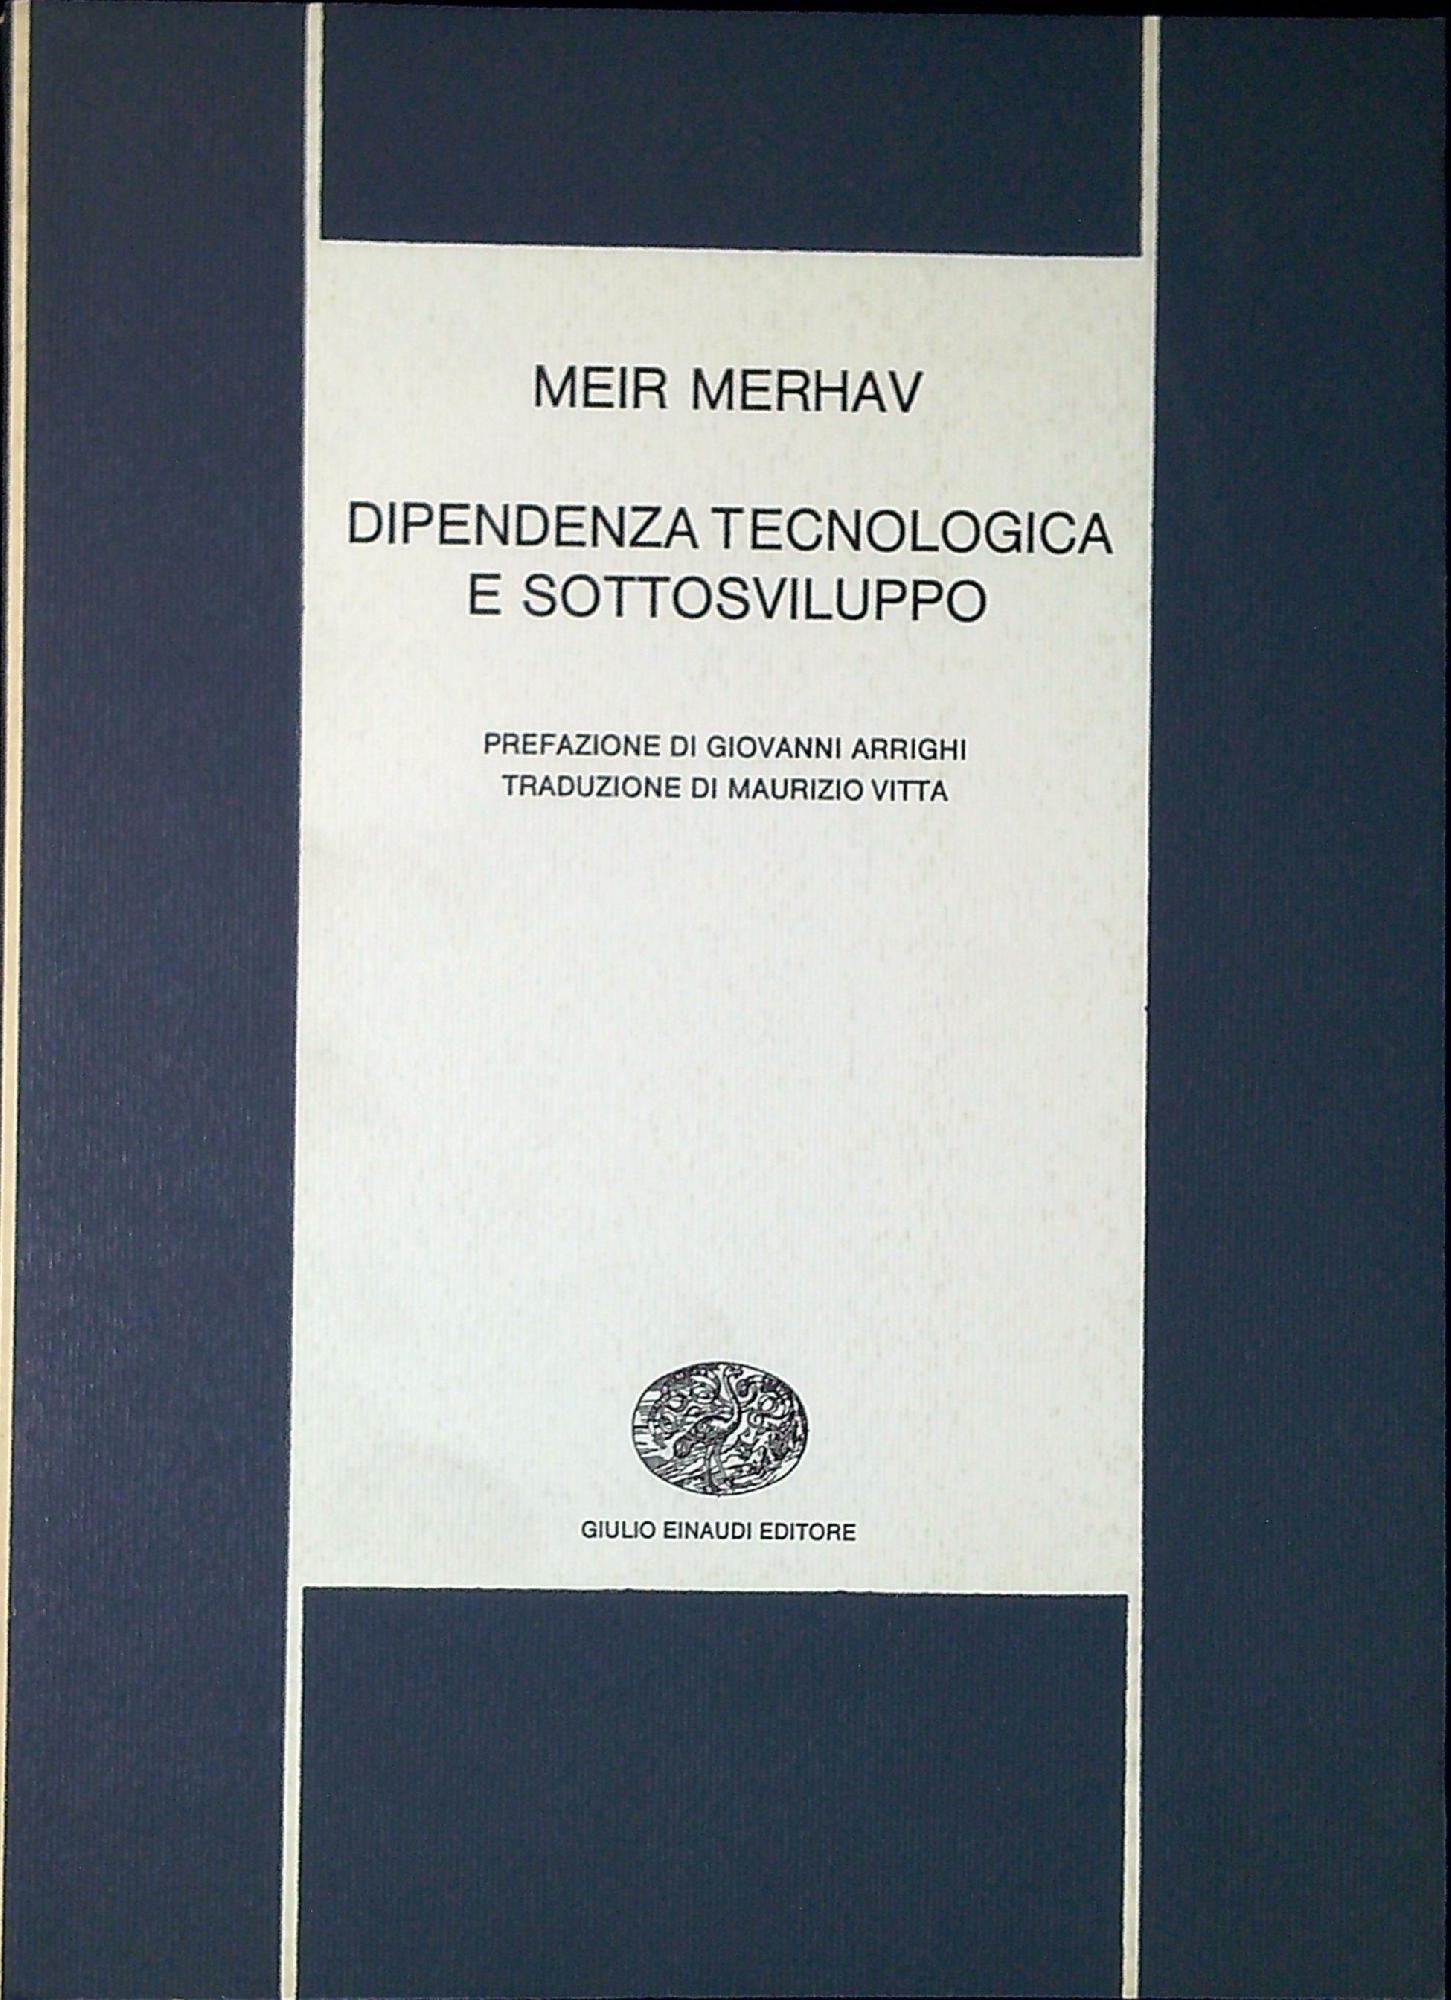 MEIR MERHAV
DIPENDENZA TECNOLOGICA
E SOTTOSVILUPPO
PREFAZIONE DI GIOVANNI ARRIGHI
TRADUZIONE DI MAURIZIO VITTA
GIULIO EINAUDI EDITORE